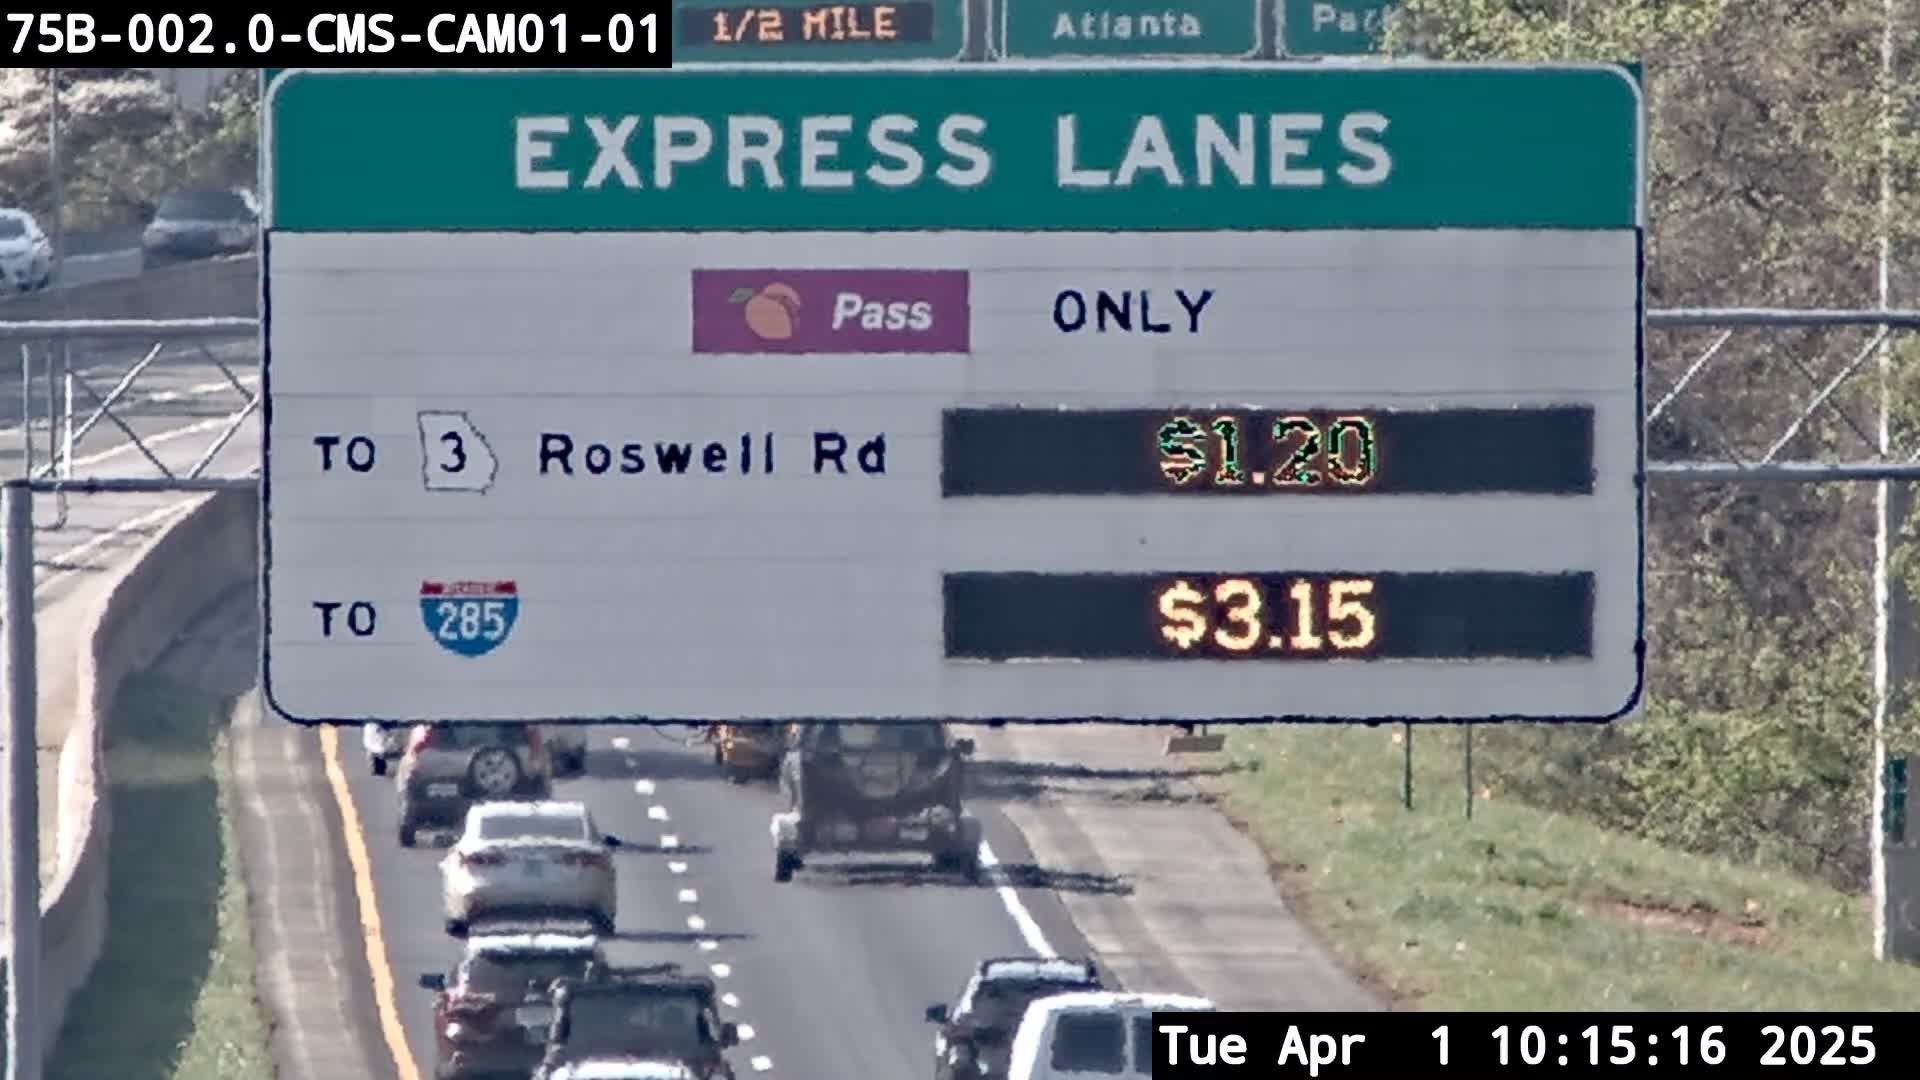 75B-002.0-CMS-CAM01-01
1/2 MILE
Atlanta
EXPRESS LANES
Pass ONLY
TO 3 Roswell Rd $1.20
TO 285 $3.15
Tue Apr 1 10:15:16 2025